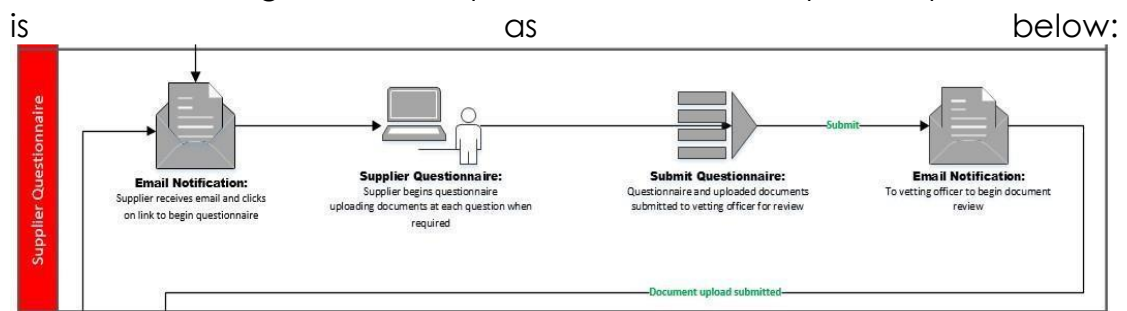 is as below:
Supplier Questionnaire
Email Notification:
Supplier receives email and clicks
on link to begin questionnaire
Supplier Questionnaire:
Supplier begins questionnaire
uploading documents at each question when
required
Submit Questionnaire:
Questionnaire and uploaded documents
submitted to vetting officer for review
Submit
Email Notification:
To vetting officer to begin document
review
Document upload submitted